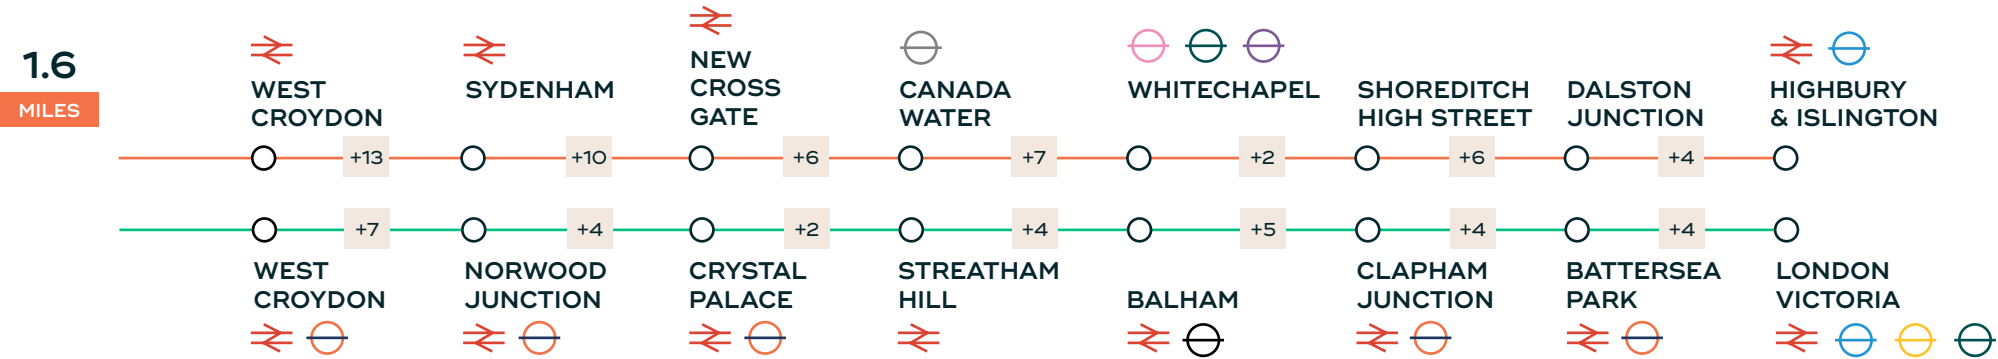 1.6
MILES
WEST
CROYDON
SYDENHAM
NEW
CROSS
GATE
CANADA
WATER
WHITECHAPEL
SHOREDITCH
HIGH STREET
DALSTON
JUNCTION
HIGHBURY
& ISLINGTON
+13 +10 +6 +7 +2 +6 +4
+7 +4 +2 +4 +5 +4 +4
WEST
CROYDON
NORWOOD
JUNCTION
CRYSTAL
PALACE
STREATHAM
HILL
BALHAM
CLAPHAM
JUNCTION
BATTERSEA
PARK
LONDON
VICTORIA